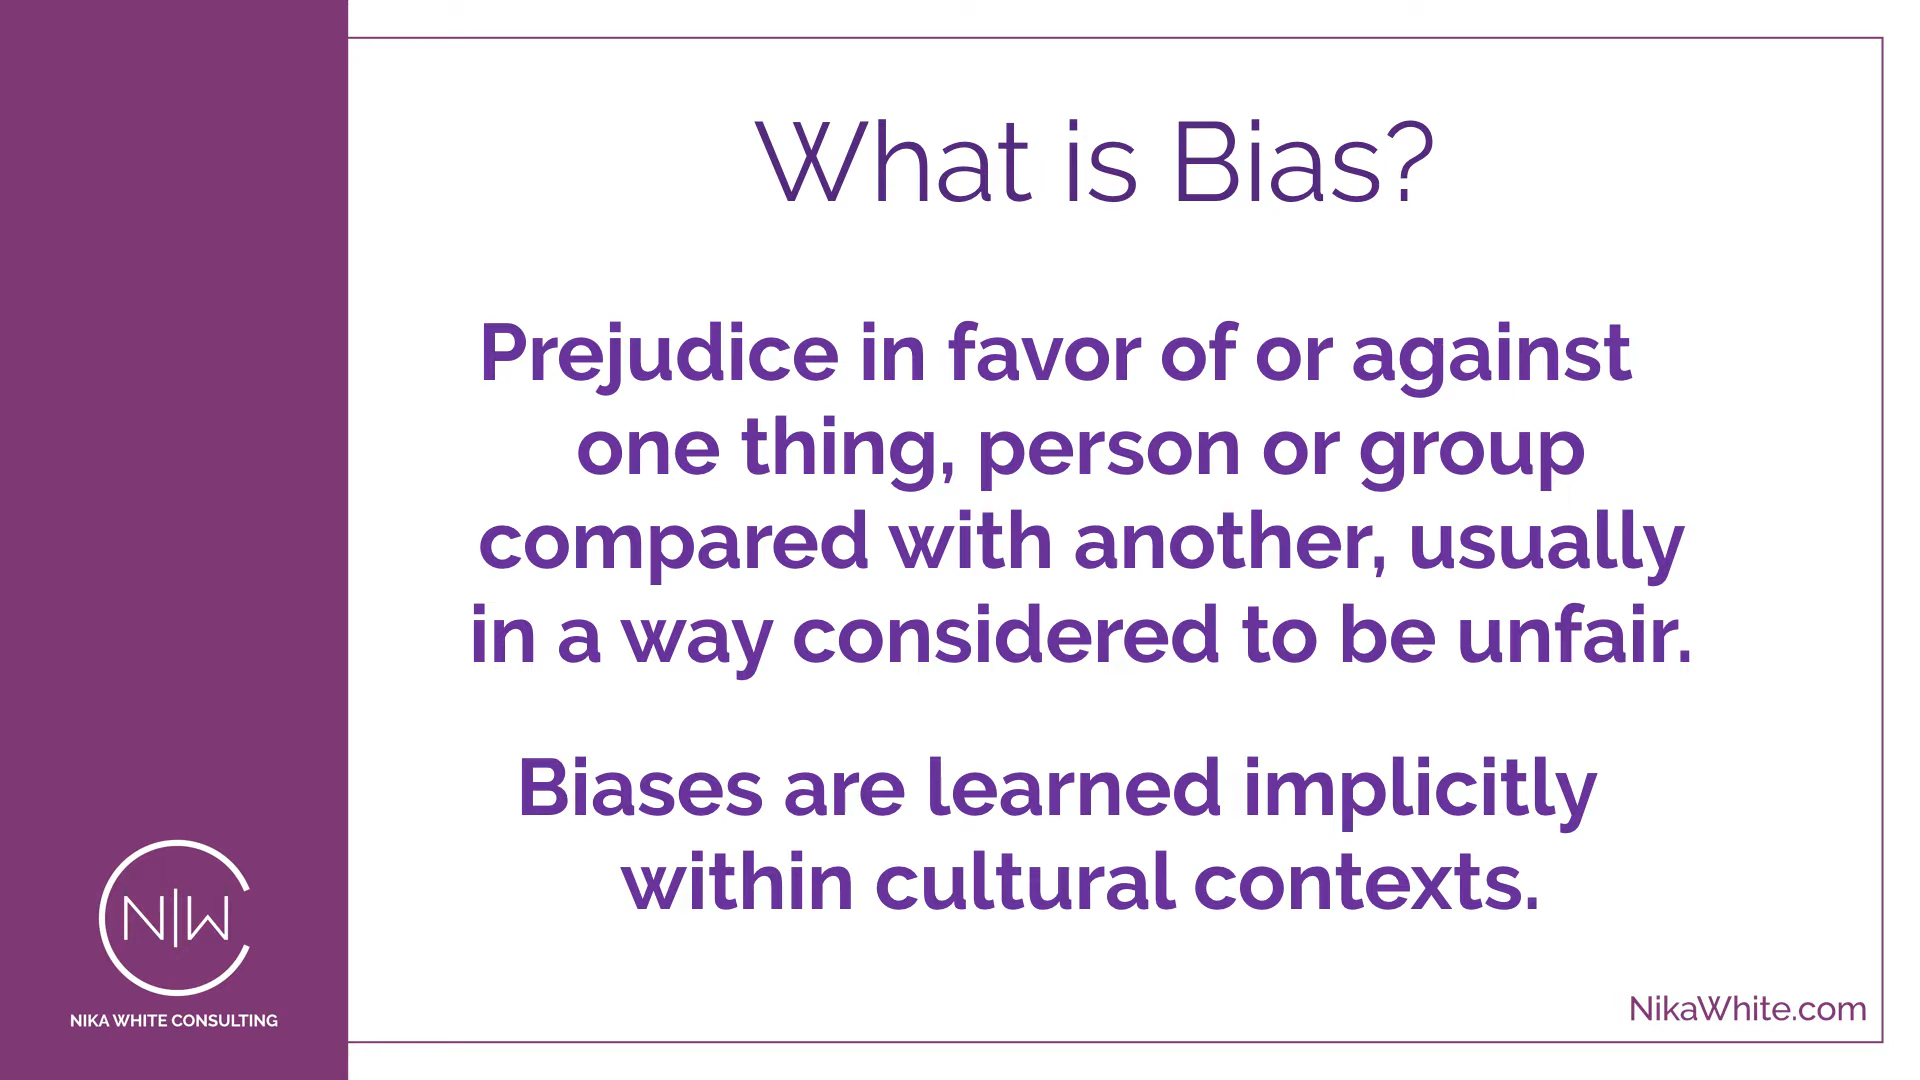 What is Bias?
Prejudice in favor of or against
one thing, person or group
compared with another, usually
in a way considered to be unfair.
Biases are learned implicitly
within cultural contexts.
N|W
NIKA WHITE CONSULTING
NikaWhite.com